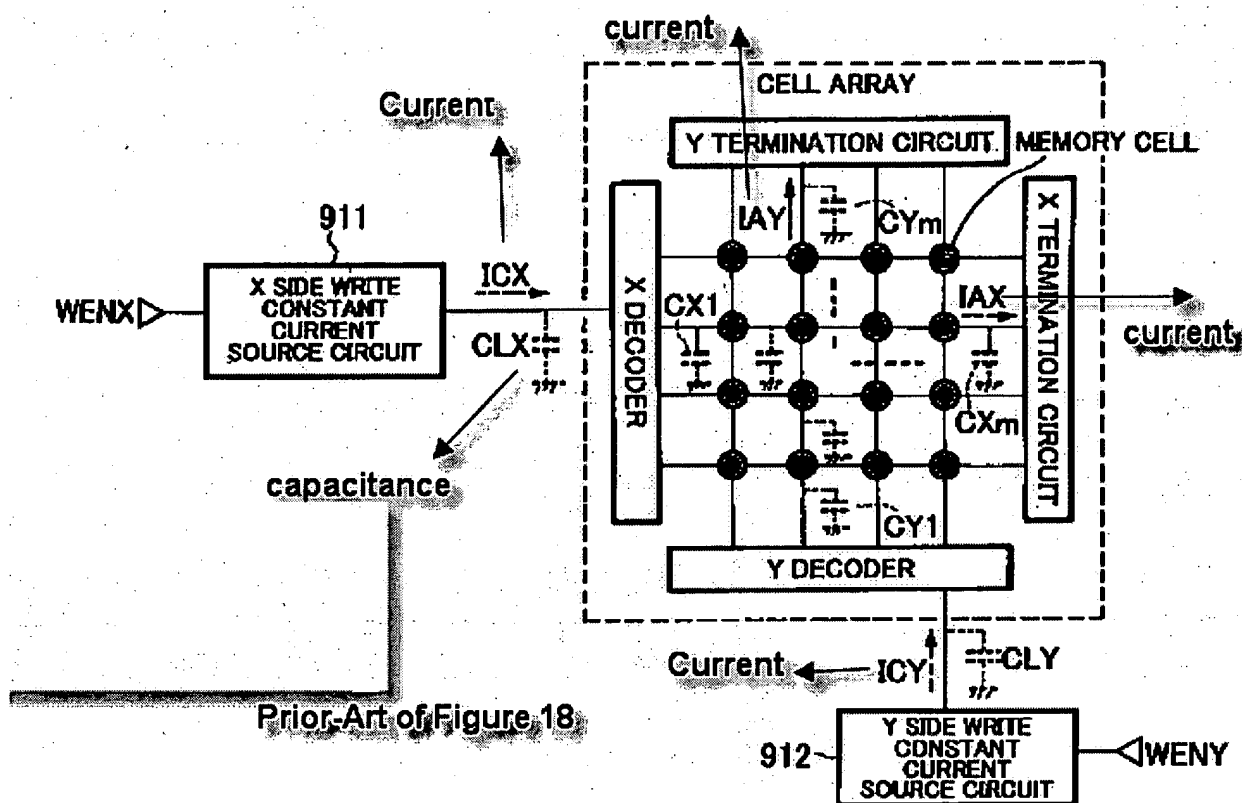 current
CELL ARRAY
Current
Y TERMINATION CIRCUIT
MEMORY CELL
911
IAY
CYm
X SIDE WRITE
CONSTANT
CURRENT
SOURCE CIRCUIT
WENX
ICX
CLX
X DECODER
CX1
IAX
current
X TERMINATION CIRCUIT
CXm
capacitance
CY1
Y DECODER
Current
ICY
CLY
Prior-Art of Figure 18
912
Y SIDE WRITE
CONSTANT
CURRENT
SOURCE CIRCUIT
WENY